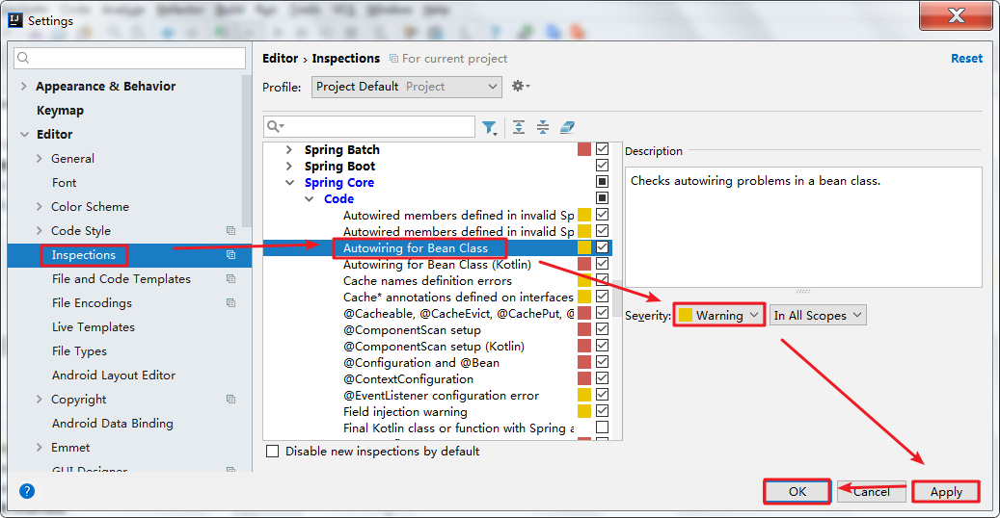 Settings
Appearance & Behavior
Keymap
Editor
General
Font
Color Scheme
Code Style
Inspections
File and Code Templates
File Encodings
Live Templates
File Types
Android Layout Editor
Copyright
Android Data Binding
Emmet
GUI Designer
Editor › Inspections For current project
Reset
Profile: Project Default Project
Spring Batch
Spring Boot
Spring Core
Code
Autowired members defined in invalid Sp
Autowired members defined in invalid Sp
Autowiring for Bean Class
Autowiring for Bean Class (Kotlin)
Cache names definition errors
Cache* annotations defined on interfaces
@Cacheable, @CacheEvict, @CachePut, @
@ComponentScan setup
@ComponentScan setup (Kotlin)
@Configuration and @Bean
@ContextConfiguration
@EventListener configuration error
Field injection warning
Final Kotlin class or function with Spring a
Disable new inspections by default
Description
Checks autowiring problems in a bean class.
Severity: Warning In All Scopes
? OK Cancel Apply